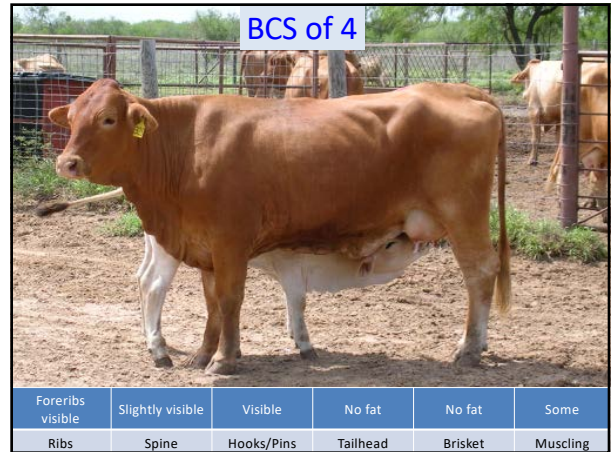 BCS of 4
Foreribs visible
Slightly visible
Visible
No fat
No fat
Some
Ribs
Spine
Hooks/Pins
Tailhead
Brisket
Muscling